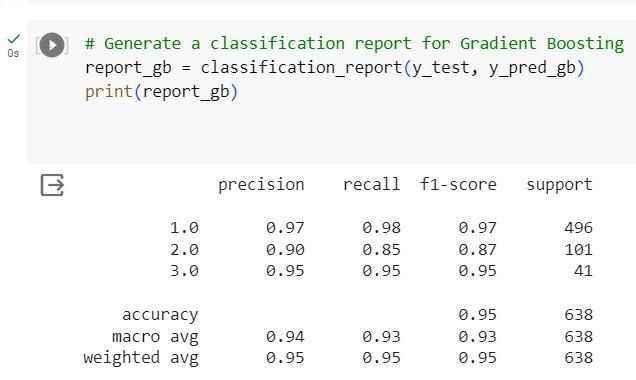 0s
# Generate a classification report for Gradient Boosting
report_gb = classification_report(y_test, y_pred_gb)
print(report_gb)
precision recall f1-score support
1.0 0.97 0.98 0.97 496
2.0 0.90 0.85 0.87 101
3.0 0.95 0.95 0.95 41
accuracy 0.95 638
macro avg 0.94 0.93 0.93 638
weighted avg 0.95 0.95 0.95 638